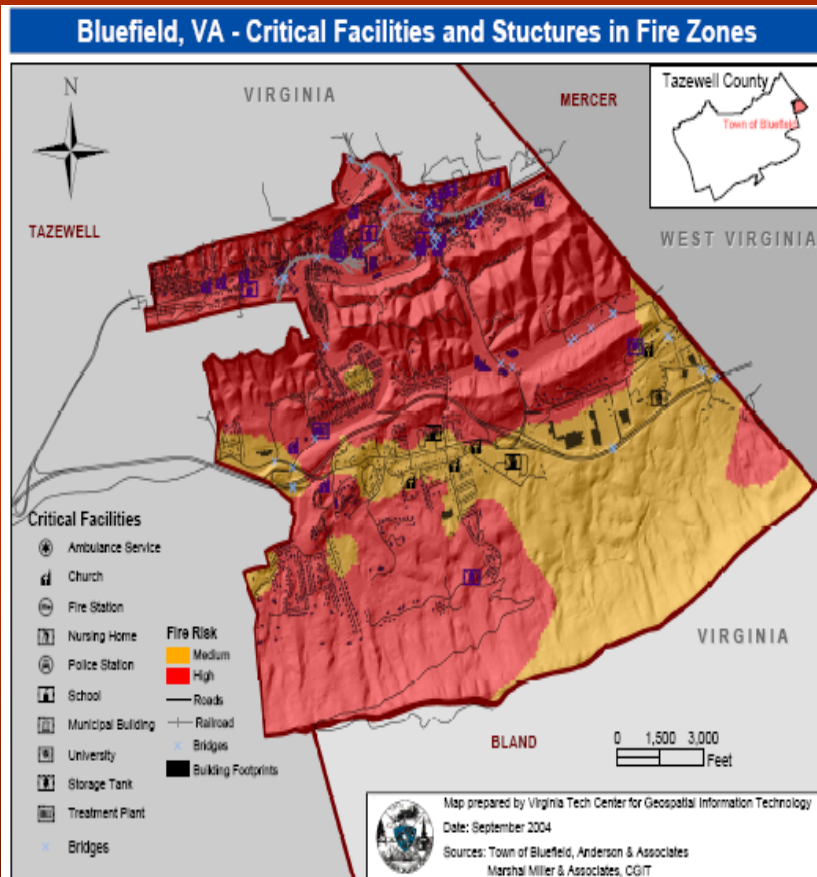 Bluefield, VA - Critical Facilities and Stuctures in Fire Zones
N
VIRGINIA
MERCER
Tazewell County
Town of Bluefield
TAZEWELL
WEST VIRGINIA
Critical Facilities
Ambulance Service
Church
Fire Station
Nursing Home
Police Station
School
Municipal Building
University
Storage Tank
Treatment Plant
Bridges
Fire Risk
Medium
High
Roads
Railroad
Bridges
Building Footprints
VIRGINIA
BLAND
0 1,500 3,000
Feet
Map prepared by Virginia Tech Center for Geospatial Information Technology
Date: September 2004
Sources: Town of Bluefield, Anderson & Associates
Marshal Miller & Associates, CGIT